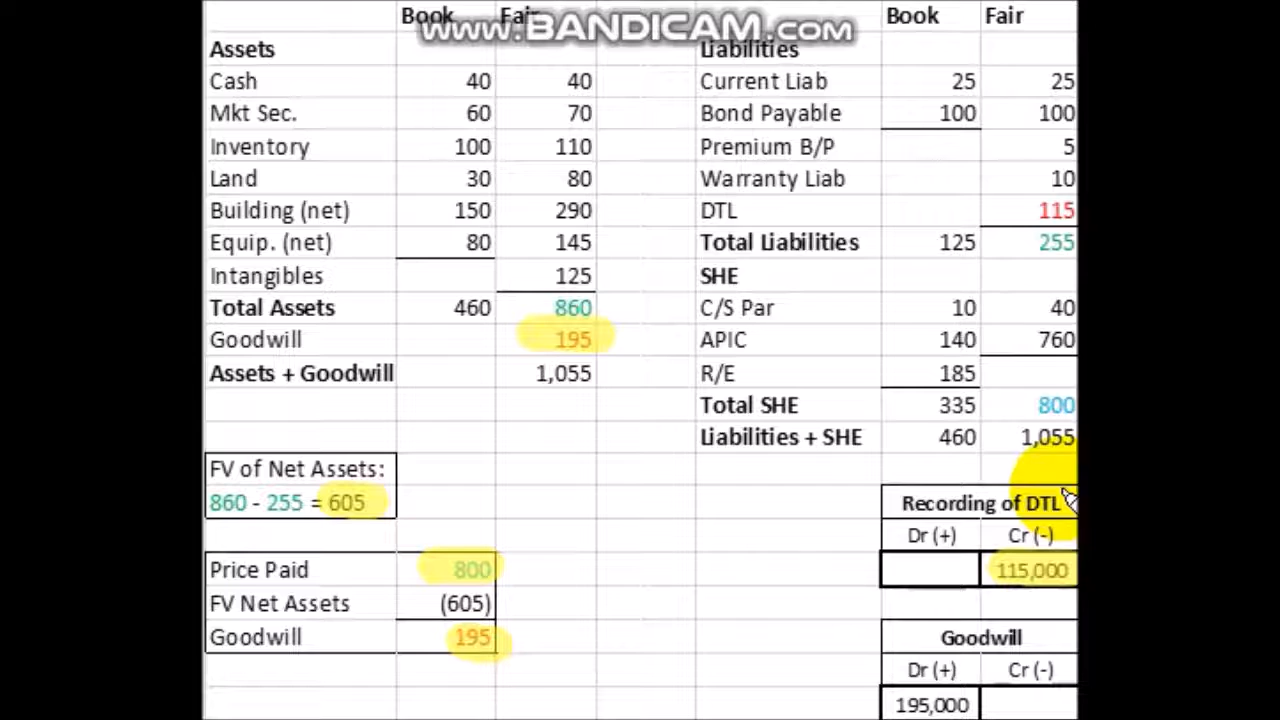 www.BANDICAM.com
Book Fair Book Fair
Assets Liabilities
Cash 40 40 Current Liab 25 25
Mkt Sec. 60 70 Bond Payable 100 100
Inventory 100 110 Premium B/P 5
Land 30 80 Warranty Liab 10
Building (net) 150 290 DTL 115
Equip. (net) 80 145 Total Liabilities 125 255
Intangibles 125 SHE
Total Assets 460 860 C/S Par 10 40
Goodwill 195 APIC 140 760
Assets + Goodwill 1,055 R/E 185
Total SHE 335 800
Liabilities + SHE 460 1,055
FV of Net Assets:
860 - 255 = 605 Recording of DTL
Dr (+) Cr (-)
Price Paid 800 115,000
FV Net Assets (605)
Goodwill 195 Goodwill
Dr (+) Cr (-)
195,000